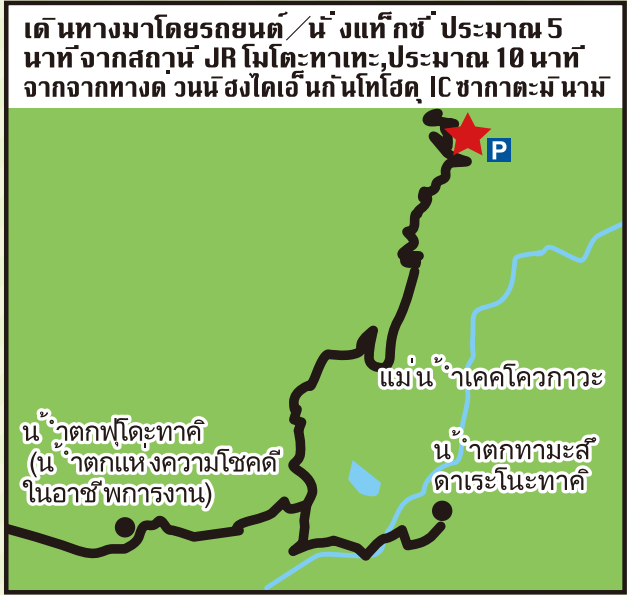 เดินทางมาโดยรถยนต์／นั่งแท็กซี่ ประมาณ 5
นาทีจากสถานี JR โมโตะทาเทะ,ประมาณ 10 นาที
จากจากทางด่วนนิฮงไคเอ็นกันโทโฮคุ IC ซากาตะมินามิ
P
แม่น้ำเคคโควกาวะ
น้ำตกฟุโดะทาคิ
(น้ำตกแห่งความโชคดี
ในอาชีพการงาน)
น้ำตกทามะสึ
ดาเระโนะทาคิ